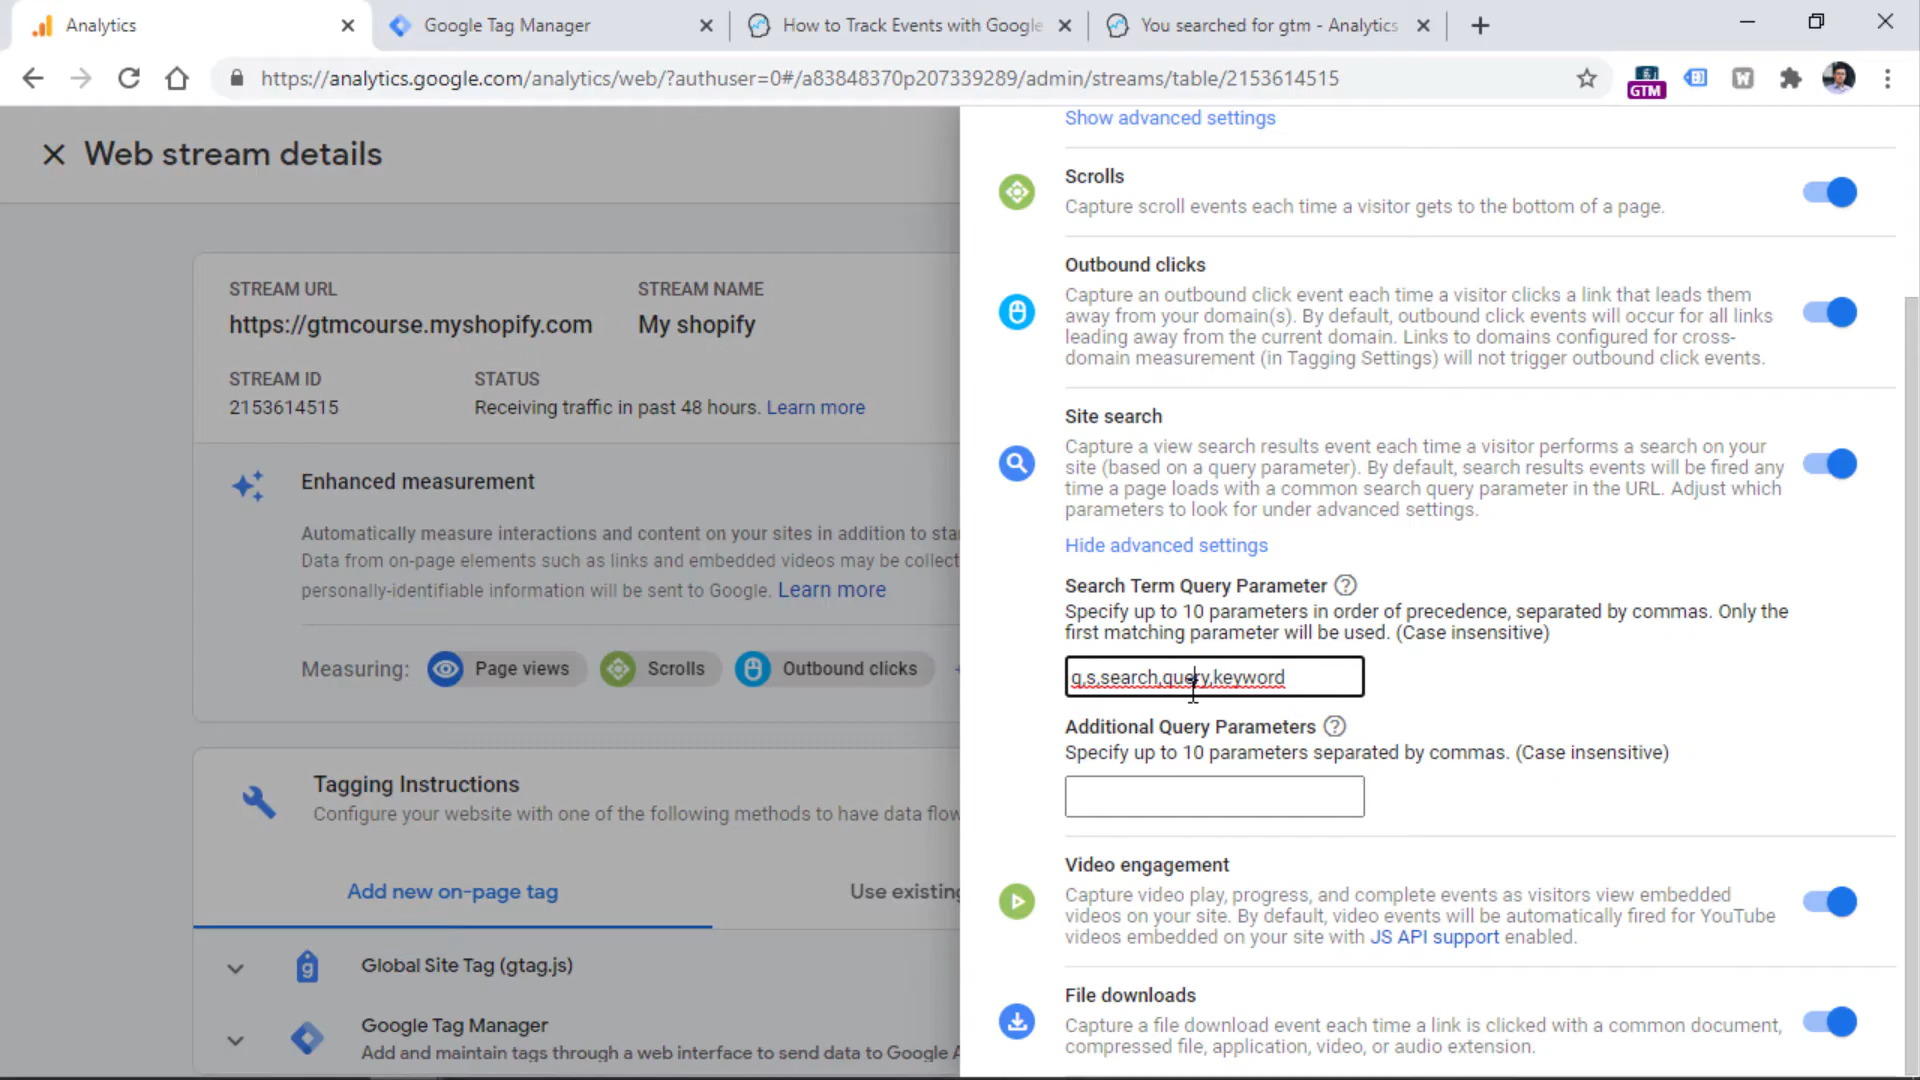 Analytics
Google Tag Manager
How to Track Events with Google
You searched for gtm - Analytics
https://analytics.google.com/analytics/web/?authuser=0#/a83848370p207339289/admin/streams/table/2153614515
GTM
W
Web stream details
STREAM URL
STREAM NAME
https://gtmcourse.myshopify.com
My shopify
STREAM ID
STATUS
2153614515
Receiving traffic in past 48 hours. Learn more
Enhanced measurement
Automatically measure interactions and content on your sites in addition to sta
Data from on-page elements such as links and embedded videos may be collect
personally-identifiable information will be sent to Google. Learn more
Measuring:
Page views
Scrolls
Outbound clicks
Tagging Instructions
Configure your website with one of the following methods to have data flow
Add new on-page tag
Use existing
g
Global Site Tag (gtag.js)
Google Tag Manager
Add and maintain tags through a web interface to send data to Google A
Show advanced settings
Scrolls
Capture scroll events each time a visitor gets to the bottom of a page.
Outbound clicks
Capture an outbound click event each time a visitor clicks a link that leads them
away from your domain(s). By default, outbound click events will occur for all links
leading away from the current domain. Links to domains configured for cross-
domain measurement (in Tagging Settings) will not trigger outbound click events.
Site search
Capture a view search results event each time a visitor performs a search on your
site (based on a query parameter). By default, search results events will be fired any
time a page loads with a common search query parameter in the URL. Adjust which
parameters to look for under advanced settings.
Hide advanced settings
Search Term Query Parameter ?
Specify up to 10 parameters in order of precedence, separated by commas. Only the
first matching parameter will be used. (Case insensitive)
q,s,search,query,keyword
Additional Query Parameters ?
Specify up to 10 parameters separated by commas. (Case insensitive)
Video engagement
Capture video play, progress, and complete events as visitors view embedded
videos on your site. By default, video events will be automatically fired for YouTube
videos embedded on your site with JS API support enabled.
File downloads
Capture a file download event each time a link is clicked with a common document,
compressed file, application, video, or audio extension.